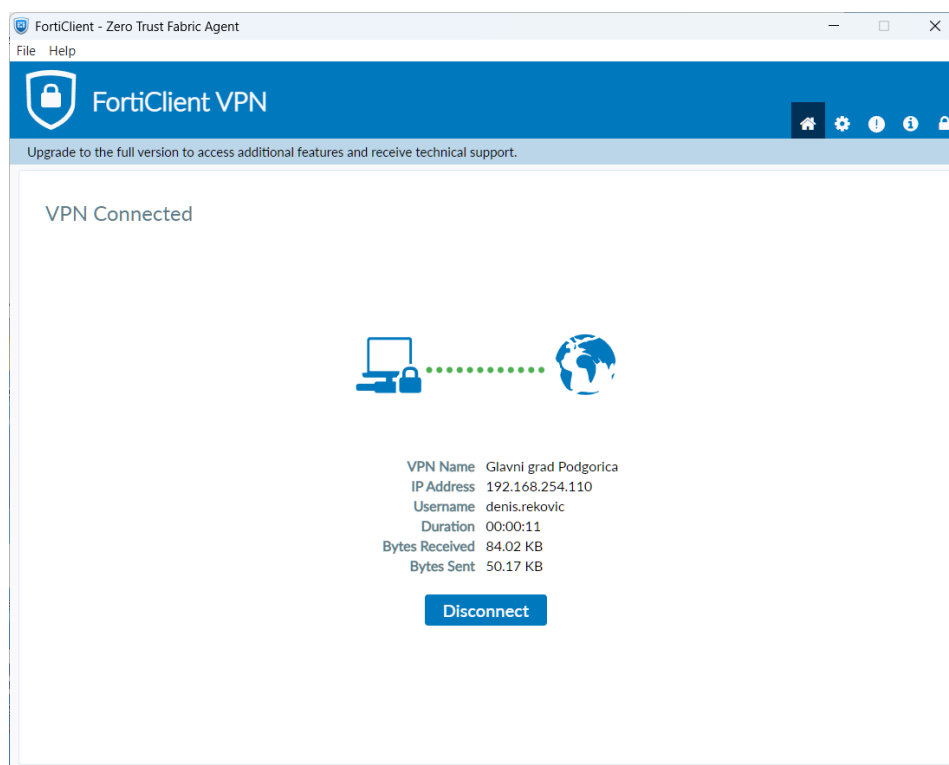 FortiClient - Zero Trust Fabric Agent
File Help
FortiClient VPN
Upgrade to the full version to access additional features and receive technical support.
VPN Connected
VPN Name Glavni grad Podgorica
IP Address 192.168.254.110
Username denis.rekovic
Duration 00:00:11
Bytes Received 84.02 KB
Bytes Sent 50.17 KB
Disconnect